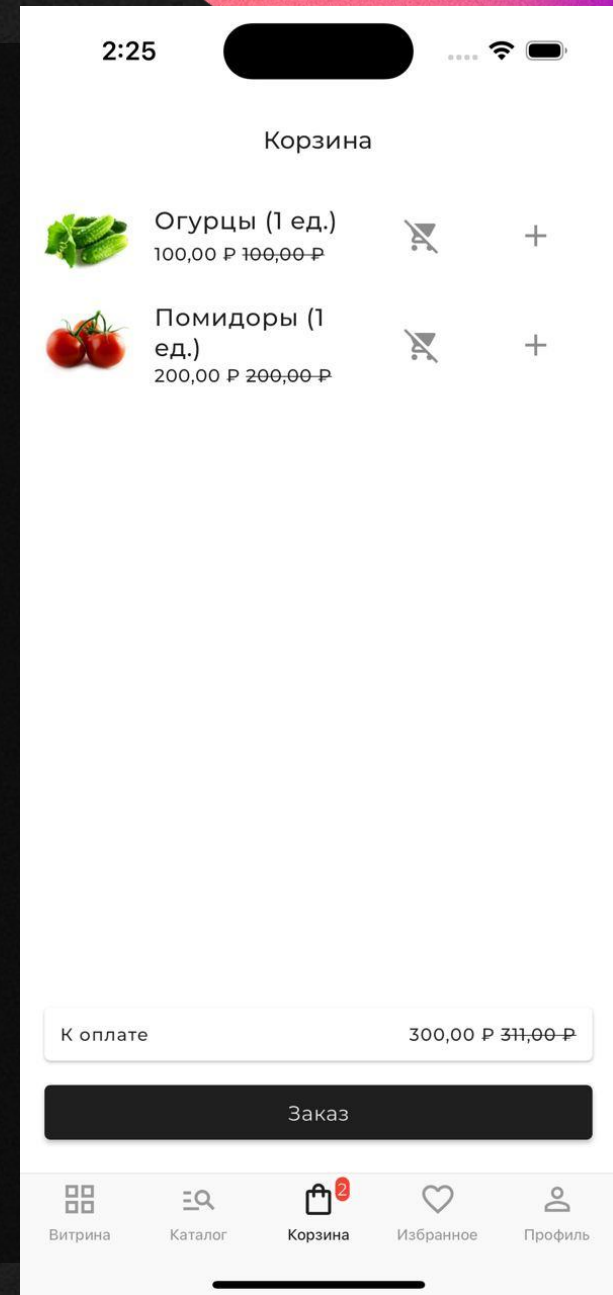 2:25
Корзина
Огурцы (1 ед.)
100,00 ₽ 100,00 ₽
Помидоры (1
ед.)
200,00 ₽ 200,00 ₽
К оплате 300,00 ₽ 311,00 ₽
Заказ
2
Витрина Каталог Корзина Избранное Профиль